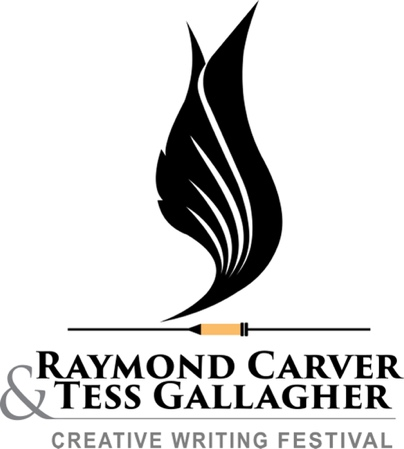 RAYMOND CARVER
& TESS GALLAGHER
CREATIVE WRITING FESTIVAL